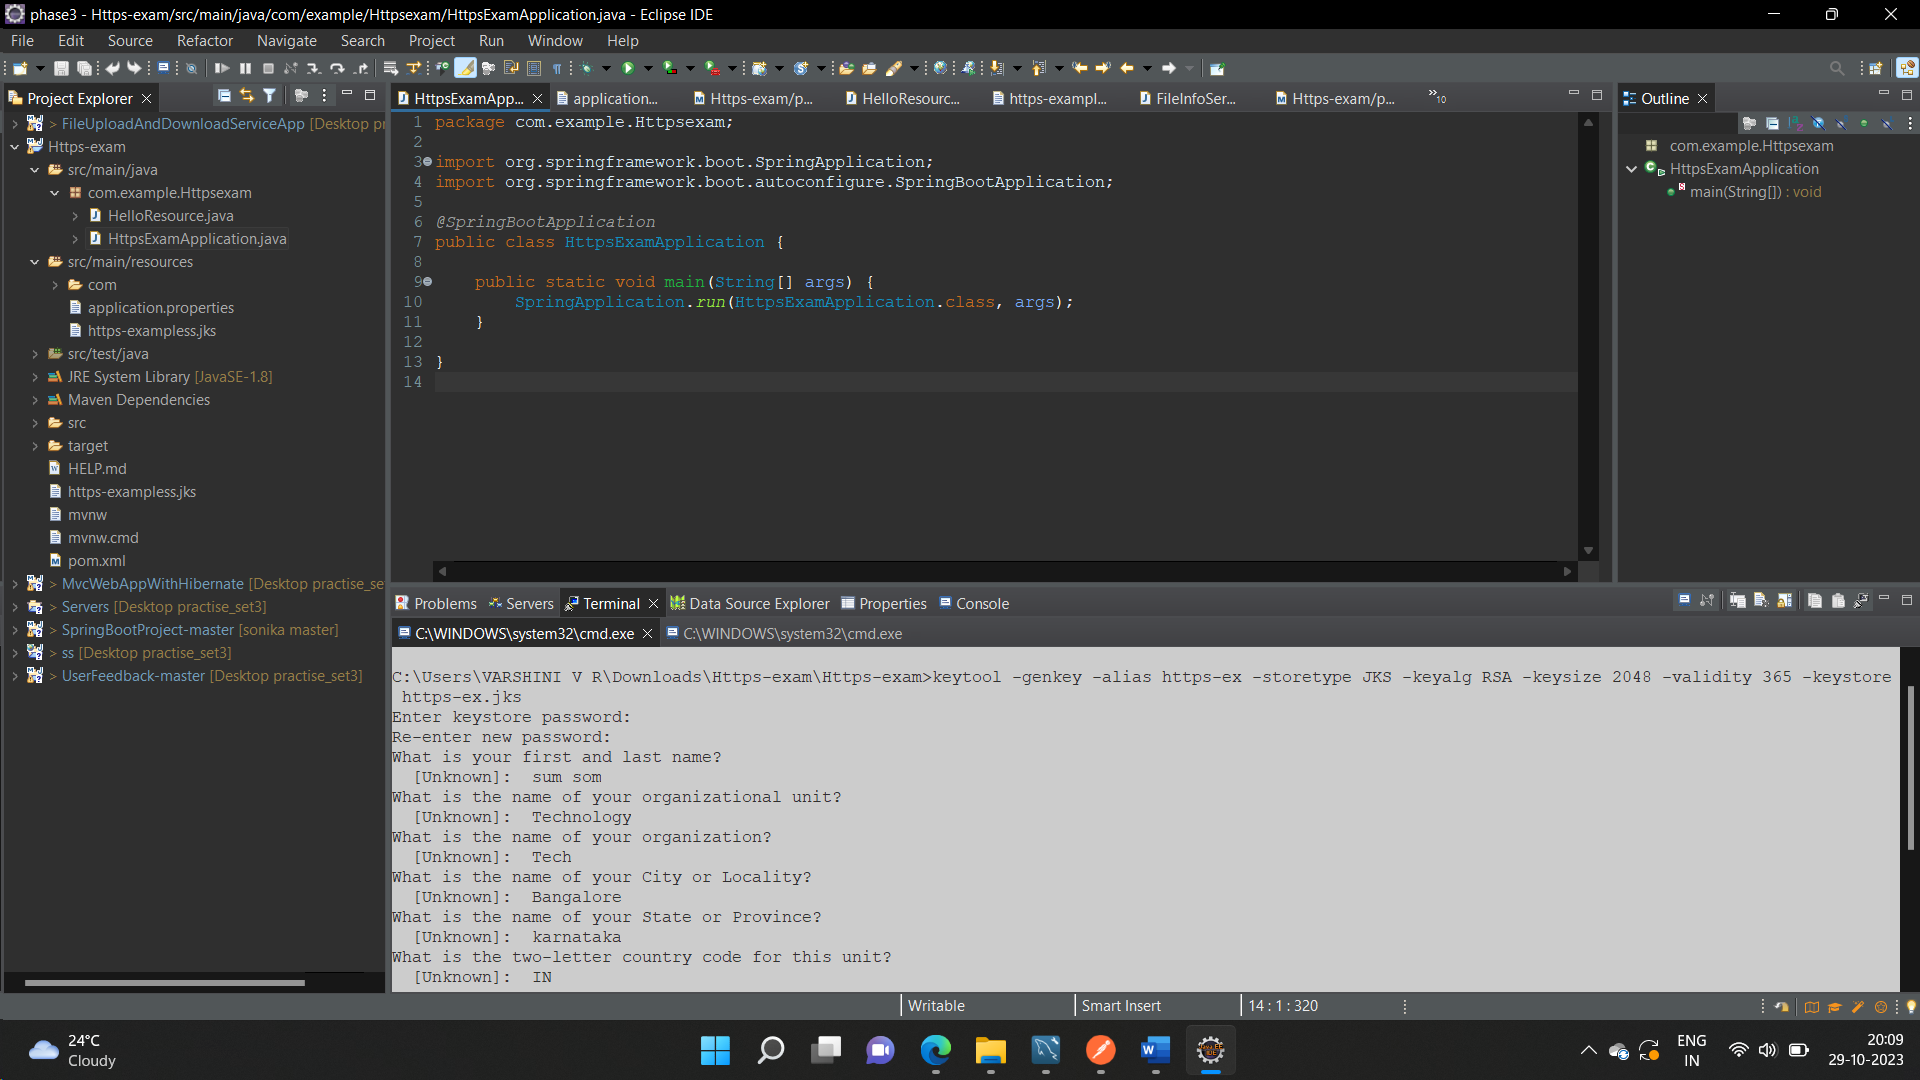 phase3 - Https-exam/src/main/java/com/example/Httpsexam/HttpsExamApplication.java - Eclipse IDE
File Edit Source Refactor Navigate Search Project Run Window Help
Project Explorer
> FileUploadAndDownloadServiceApp [Desktop pr
Https-exam
src/main/java
com.example.Httpsexam
HelloResource.java
HttpsExamApplication.java
src/main/resources
com
application.properties
https-exampless.jks
src/test/java
JRE System Library [JavaSE-1.8]
Maven Dependencies
src
target
HELP.md
https-exampless.jks
mvnw
mvnw.cmd
pom.xml
> MvcWebAppWithHibernate [Desktop practise_se
> Servers [Desktop practise_set3]
> SpringBootProject-master [sonika master]
> ss [Desktop practise_set3]
> UserFeedback-master [Desktop practise_set3]
HttpsExamApp... application... Https-exam/p... HelloResourc... https-exampl... FileInfoSer... Https-exam/p... »10
1 package com.example.Httpsexam;
2
3 import org.springframework.boot.SpringApplication;
4 import org.springframework.boot.autoconfigure.SpringBootApplication;
5
6 @SpringBootApplication
7 public class HttpsExamApplication {
8
9 public static void main(String[] args) {
10 SpringApplication.run(HttpsExamApplication.class, args);
11 }
12
13 }
14
Outline
com.example.Httpsexam
HttpsExamApplication
main(String[]) : void
Problems Servers Terminal Data Source Explorer Properties Console
C:\WINDOWS\system32\cmd.exe C:\WINDOWS\system32\cmd.exe
C:\Users\VARSHINI V R\Downloads\Https-exam\Https-exam>keytool -genkey -alias https-ex -storetype JKS -keyalg RSA -keysize 2048 -validity 365 -keystore
https-ex.jks
Enter keystore password:
Re-enter new password:
What is your first and last name?
[Unknown]: sum som
What is the name of your organizational unit?
[Unknown]: Technology
What is the name of your organization?
[Unknown]: Tech
What is the name of your City or Locality?
[Unknown]: Bangalore
What is the name of your State or Province?
[Unknown]: karnataka
What is the two-letter country code for this unit?
[Unknown]: IN
Writable Smart Insert 14 : 1 : 320
24°C
Cloudy
ENG
IN
20:09
29-10-2023